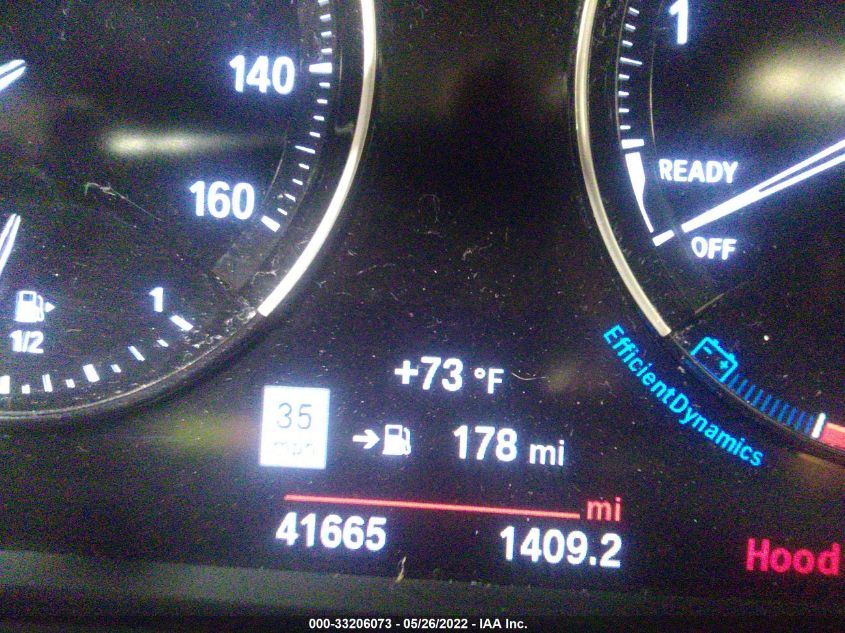 140
160
1
1/2
1
READY
OFF
EfficientDynamics
+73 °F
35
mph
178 mi
mi
41665
1409.2
Hood
000-33206073 - 05/26/2022 - IAA Inc.